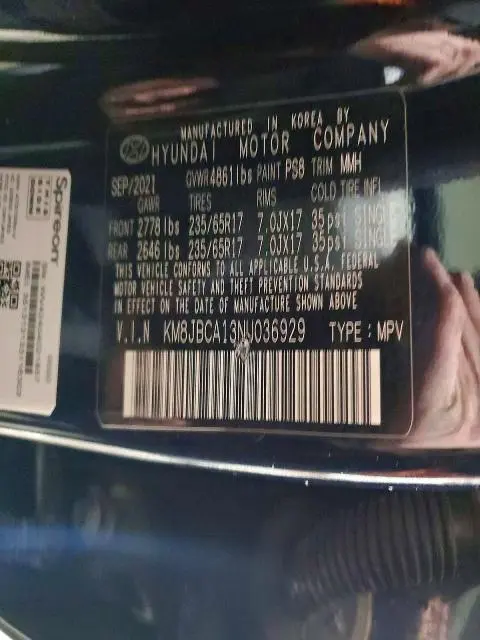 MANUFACTURED IN KOREA BY
HYUNDAI MOTOR COMPANY
SEP/2021 GVWR 4861lbs PAINT PS8 TRIM MMH
GAWR TIRES RIMS COLD TIRE INFL
FRONT 2778lbs 235/65R17 7.0JX17 35psi SINGLE
REAR 2646lbs 235/65R17 7.0JX17 35psi SINGLE
THIS VEHICLE CONFORMS TO ALL APPLICABLE U.S.A. FEDERAL
MOTOR VEHICLE SAFETY AND THEFT PREVENTION STANDARDS
IN EFFECT ON THE DATE OF MANUFACTURE SHOWN ABOVE
V.I.N KM8JBCA13NU036929 TYPE : MPV
Spireon